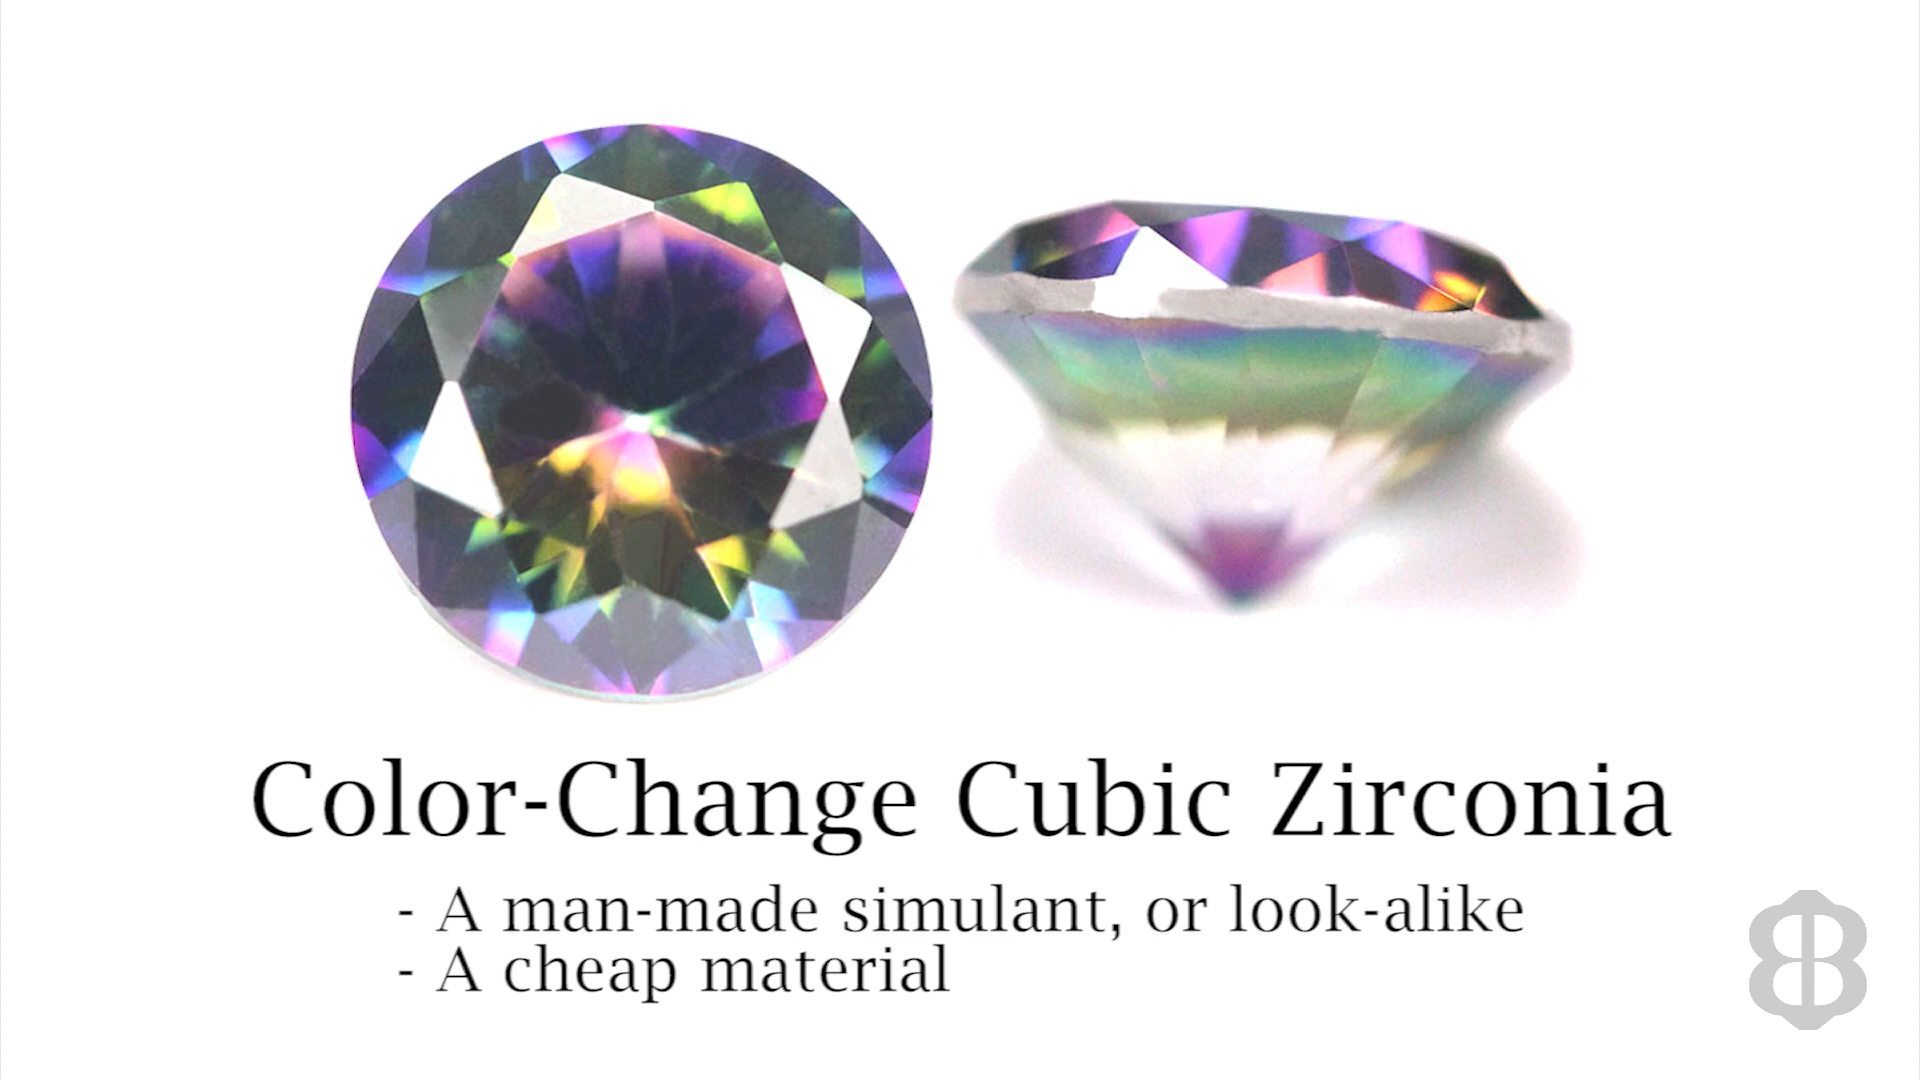 Color-Change Cubic Zirconia
- A man-made simulant, or look-alike
- A cheap material